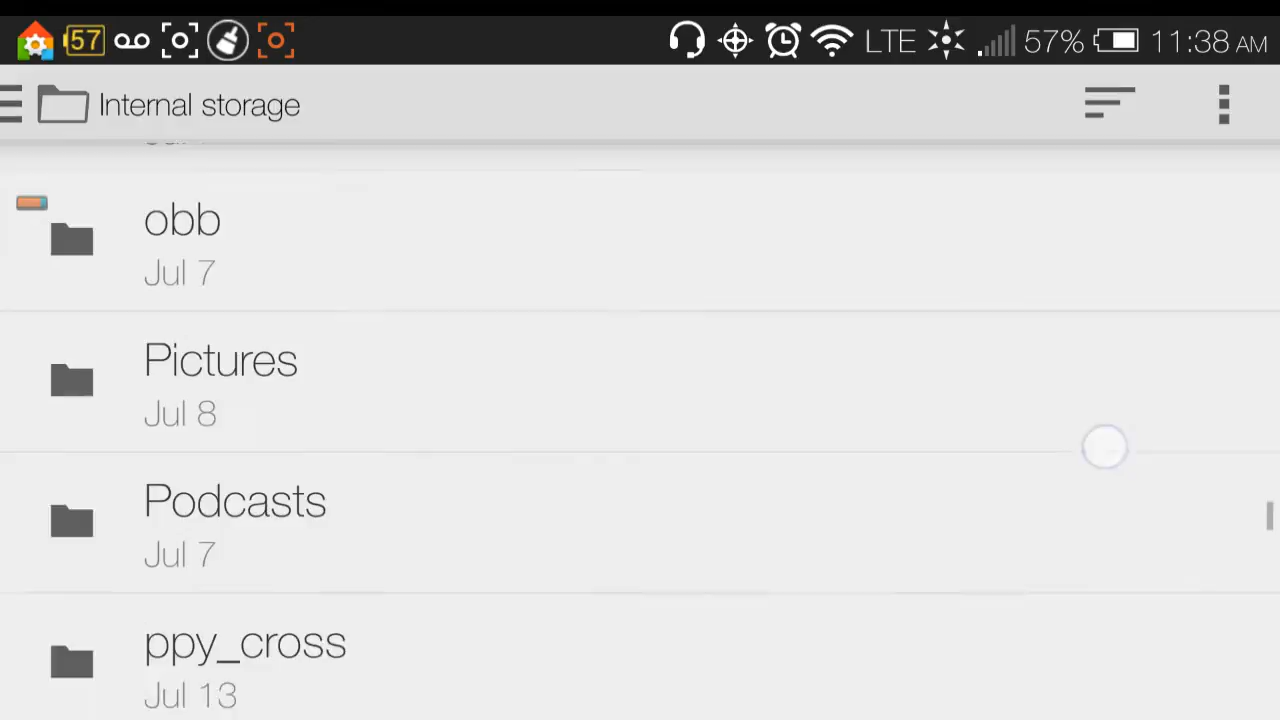 57 LTE 57% 11:38 AM
Internal storage
obb
Jul 7
Pictures
Jul 8
Podcasts
Jul 7
ppy_cross
Jul 13